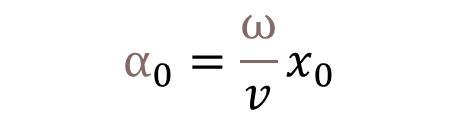 α₀ = ω/v x₀